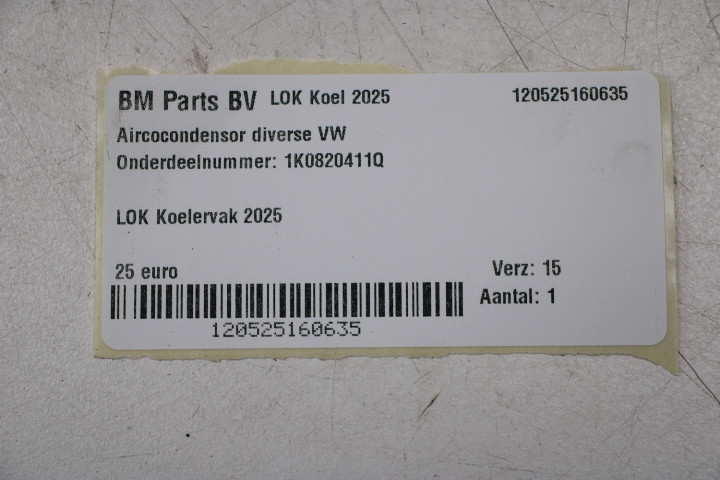 BM Parts BV LOK Koel 2025 120525160635
Aircocondensor diverse VW
Onderdeelnummer: 1K0820411Q
LOK Koelervak 2025
25 euro Verz: 15
Aantal: 1
120525160635